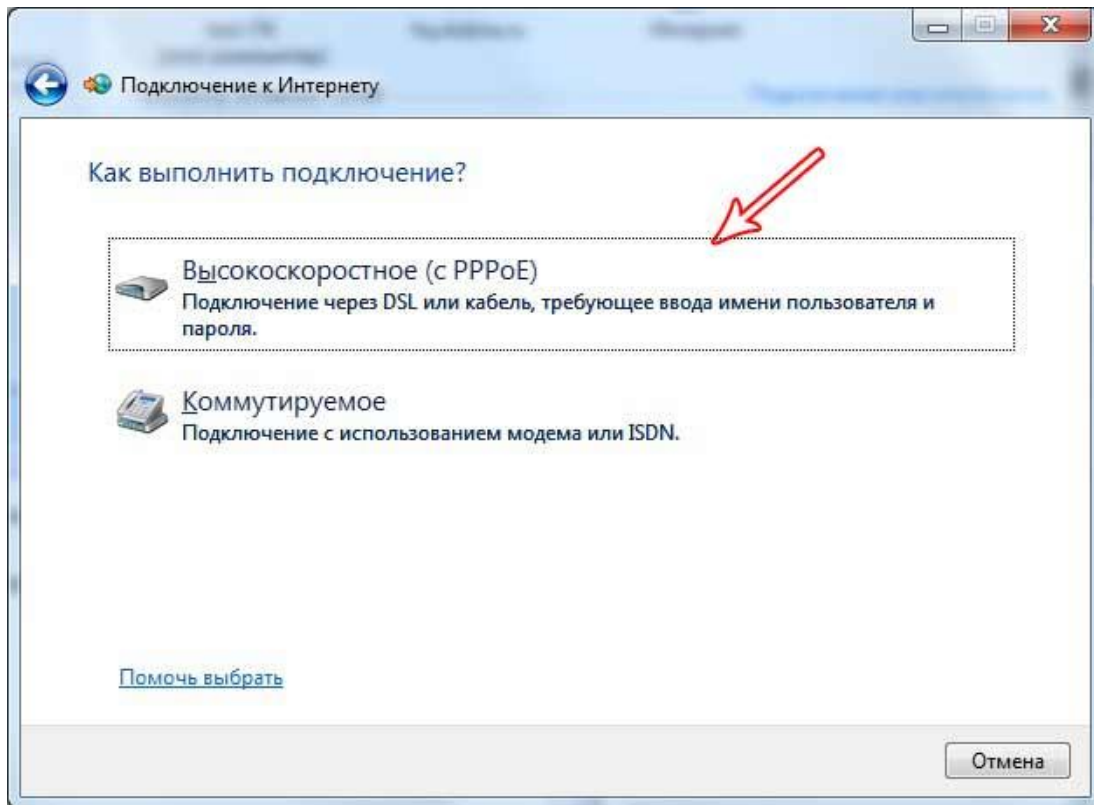 Подключение к Интернету
Как выполнить подключение?
Высокоскоростное (с PPPoE)
Подключение через DSL или кабель, требующее ввода имени пользователя и
пароля.
Коммутируемое
Подключение с использованием модема или ISDN.
Помочь выбрать
Отмена